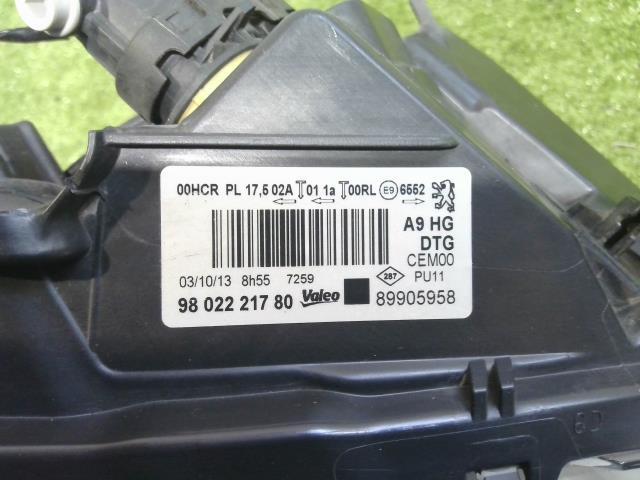 00HCR PL 17,5 02A 01 1a 00RL E9 6552
A9 HG
DTG
CEM00
PU11
03/10/13 8h55 7259
287
98 022 217 80 Valeo 89905958